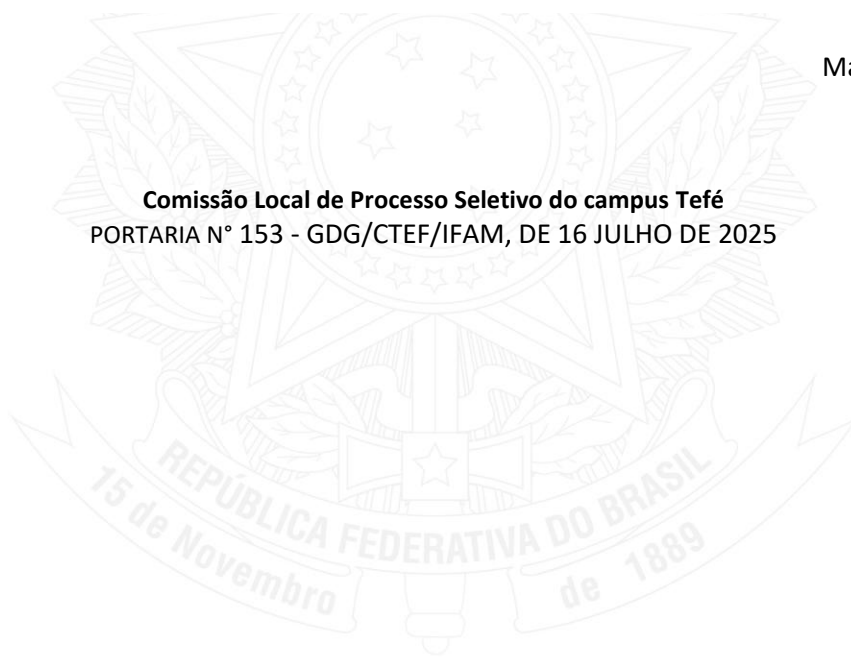 Ma
Comissão Local de Processo Seletivo do campus Tefé
PORTARIA N° 153 - GDG/CTEF/IFAM, DE 16 JULHO DE 2025
REPÚBLICA FEDERATIVA DO BRASIL
15 de Novembro de 1889